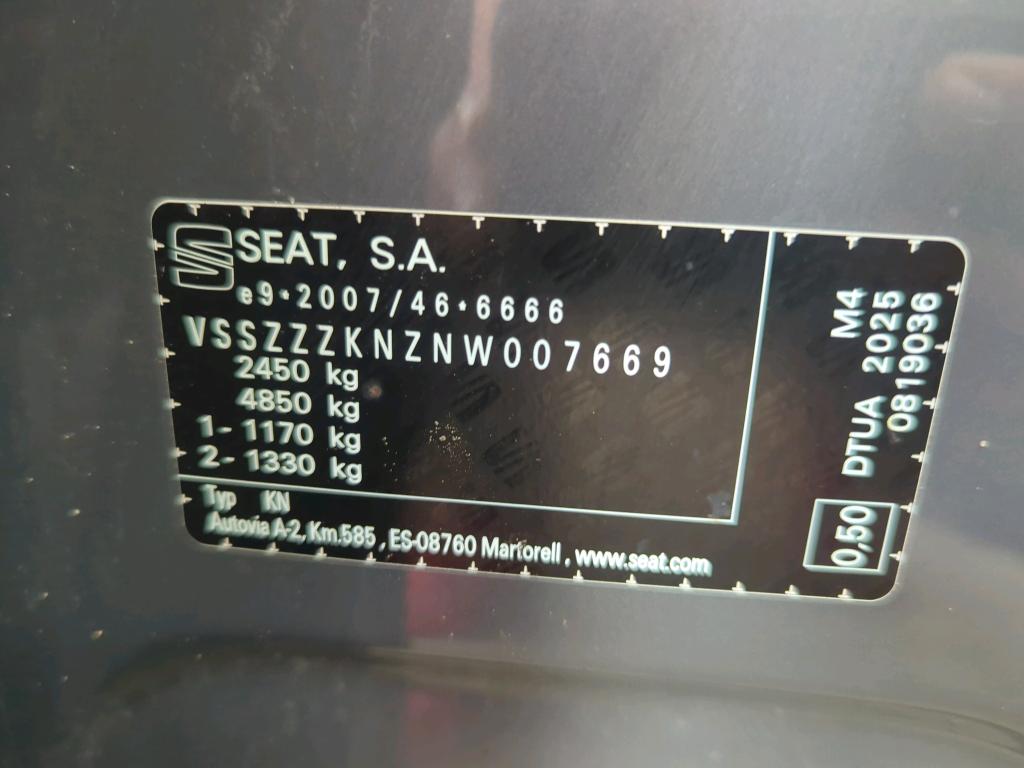 SEAT, S.A.
e9*2007/46*6666
VSSZZZKNZNW007669
2450 kg
4850 kg
1- 1170 kg
2- 1330 kg
Typ KN
Autovia A-2, Km.585, ES-08760 Martorell, www.seat.com
M4
DTUA 2025
0819036
0,50